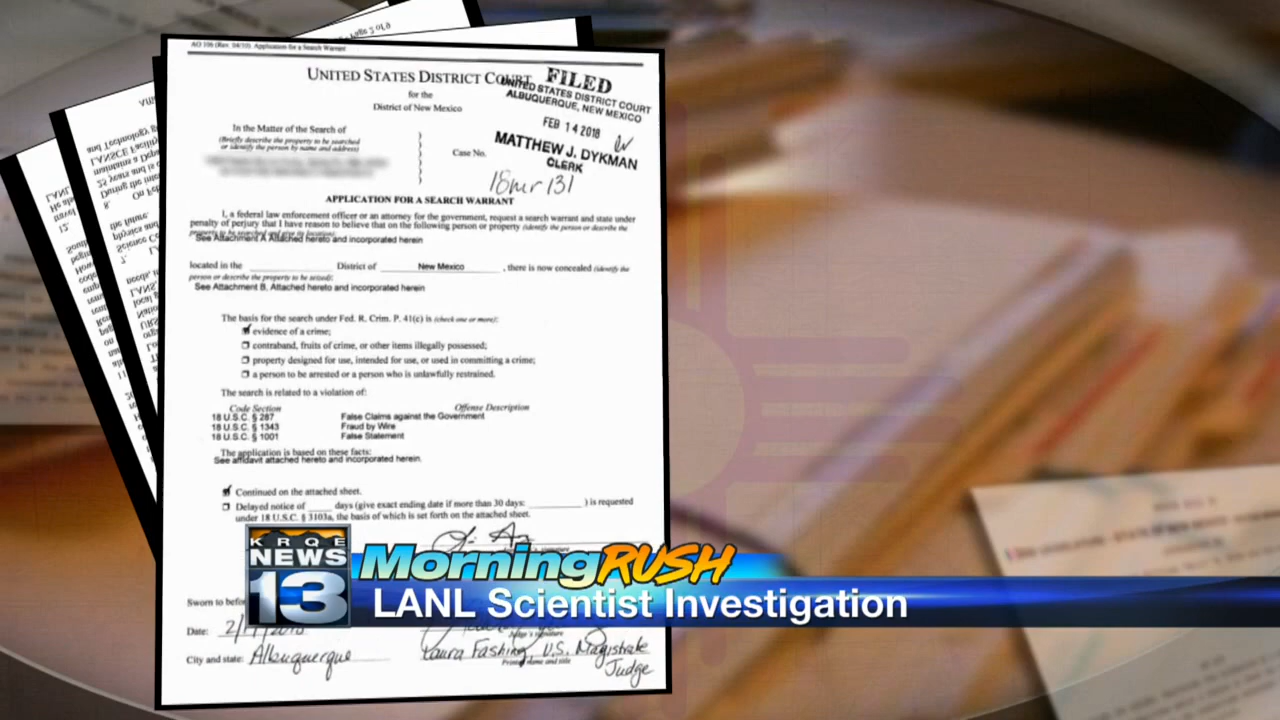 AO 106 (Rev. 04/10) Application for a Search Warrant
UNITED STATES DISTRICT COURT
for the
District of New Mexico
FILED
UNITED STATES DISTRICT COURT
ALBUQUERQUE, NEW MEXICO
FEB 14 2018
MATTHEW J. DYKMAN
CLERK
In the Matter of the Search of
(Briefly describe the property to be searched
or identify the person by name and address)
Case No.
18mr 131
APPLICATION FOR A SEARCH WARRANT
I, a federal law enforcement officer or an attorney for the government, request a search warrant and state under
penalty of perjury that I have reason to believe that on the following person or property (identify the person or describe the
property to be searched and give its location):
See Attachment A Attached hereto and incorporated herein
located in the District of New Mexico , there is now concealed (identify the
person or describe the property to be seized):
See Attachment B, Attached hereto and incorporated herein
The basis for the search under Fed. R. Crim. P. 41(c) is (check one or more):
evidence of a crime;
contraband, fruits of crime, or other items illegally possessed;
property designed for use, intended for use, or used in committing a crime;
a person to be arrested or a person who is unlawfully restrained.
The search is related to a violation of:
Code Section Offense Description
18 U.S.C. § 287 False Claims against the Government
18 U.S.C. § 1343 Fraud by Wire
18 U.S.C. § 1001 False Statement
The application is based on these facts:
See affidavit attached hereto and incorporated herein.
Continued on the attached sheet.
Delayed notice of days (give exact ending date if more than 30 days: ) is requested
under 18 U.S.C. § 3103a, the basis of which is set forth on the attached sheet.
KRQE
NEWS
13
Morning RUSH
LANL Scientist Investigation
Sworn to befo
Date:
Judge's signature
City and state: Albuquerque
Laura Fashing, U.S. Magistrate
Judge
Printed name and title